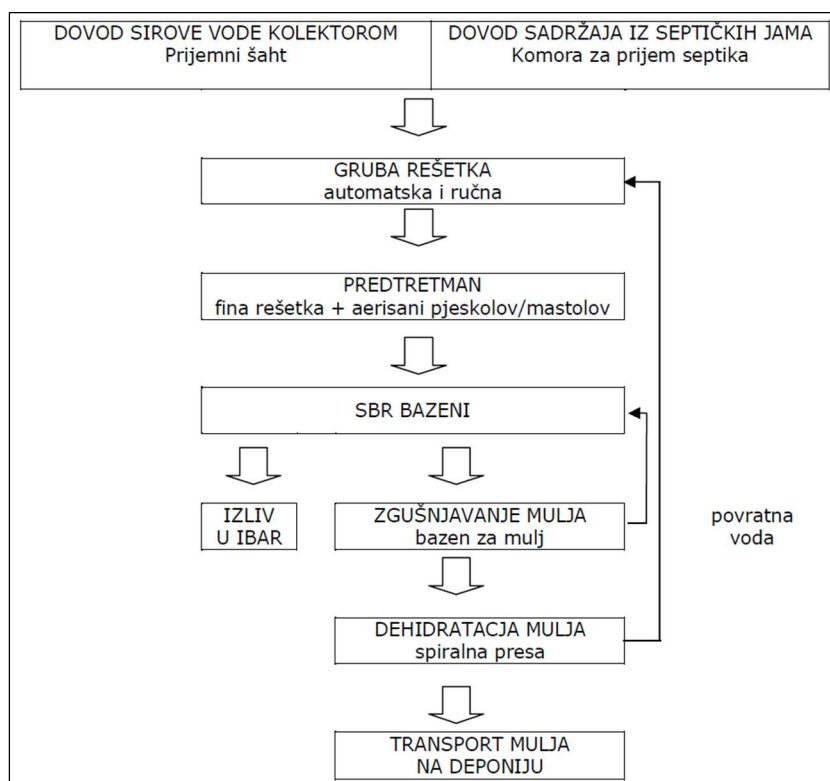 DOVOD SIROVE VODE KOLEKTOROM
Prijemni šaht
DOVOD SADRŽAJA IZ SEPTIČKIH JAMA
Komora za prijem septika
GRUBA REŠETKA
automatska i ručna
PREDTRETMAN
fina rešetka + aerisani pjeskolov/mastolov
SBR BAZENI
IZLIV
U IBAR
ZGUŠNJAVANJE MULJA
bazen za mulj
povratna
voda
DEHIDRATACJA MULJA
spiralna presa
TRANSPORT MULJA
NA DEPONIJU